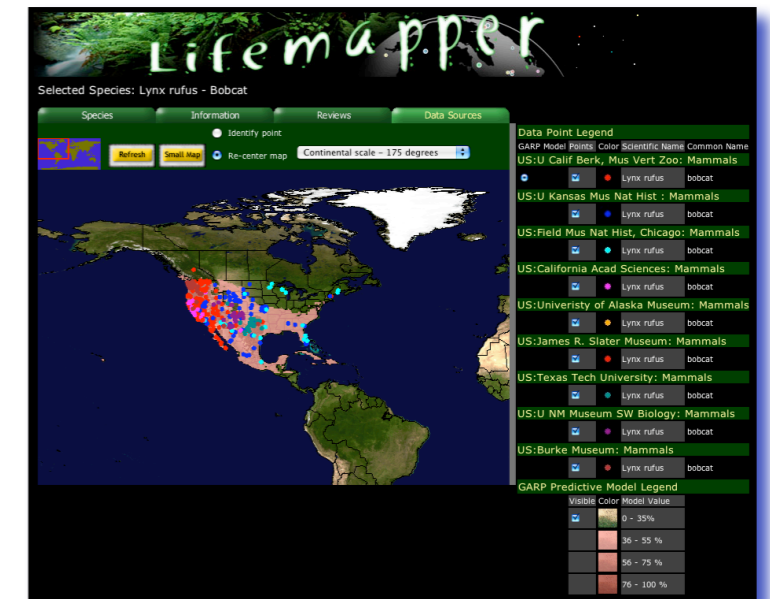 Lifemapper
Selected Species: Lynx rufus - Bobcat
Species Information Reviews Data Sources
Identify point
Refresh Small Map Re-center map Continental scale – 175 degrees
Data Point Legend
GARP Model Points Color Scientific Name Common Name
US:U Calif Berk, Mus Vert Zoo: Mammals
Lynx rufus bobcat
US:U Kansas Mus Nat Hist : Mammals
Lynx rufus bobcat
US:Field Mus Nat Hist, Chicago: Mammals
Lynx rufus bobcat
US:California Acad Sciences: Mammals
Lynx rufus bobcat
US:Univeristy of Alaska Museum: Mammals
Lynx rufus bobcat
US:James R. Slater Museum: Mammals
Lynx rufus bobcat
US:Texas Tech University: Mammals
Lynx rufus bobcat
US:U NM Museum SW Biology: Mammals
Lynx rufus bobcat
US:Burke Museum: Mammals
Lynx rufus bobcat
GARP Predictive Model Legend
Visible Color Model Value
0 - 35%
36 - 55 %
56 - 75 %
76 - 100 %